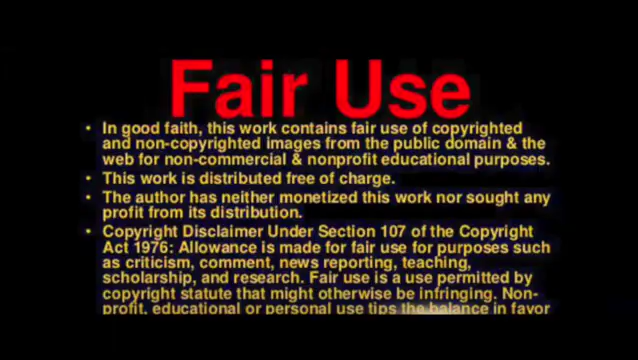 Fair Use
• In good faith, this work contains fair use of copyrighted
and non-copyrighted images from the public domain & the
web for non-commercial & nonprofit educational purposes.
• This work is distributed free of charge.
• The author has neither monetized this work nor sought any
profit from its distribution.
• Copyright Disclaimer Under Section 107 of the Copyright
Act 1976: Allowance is made for fair use for purposes such
as criticism, comment, news reporting, teaching,
scholarship, and research. Fair use is a use permitted by
copyright statute that might otherwise be infringing. Non-
profit, educational or personal use tips the balance in favor